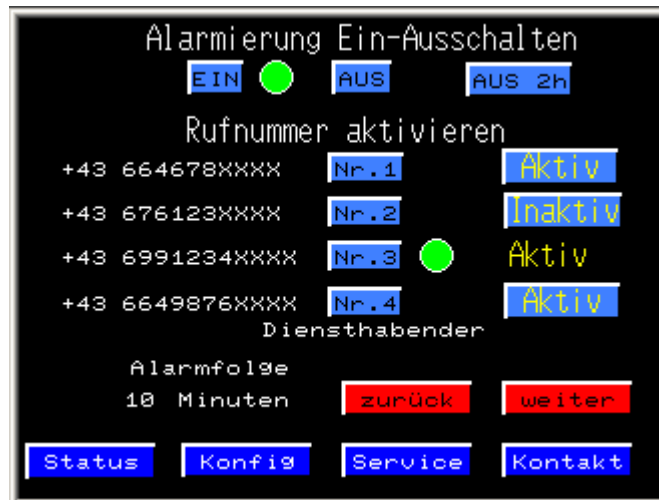 Alarmierung Ein-Ausschalten
EIN AUS AUS 2h
Rufnummer aktivieren
+43 664678XXXX Nr.1 Aktiv
+43 676123XXXX Nr.2 Inaktiv
+43 6991234XXXX Nr.3 Aktiv
+43 6649876XXXX Nr.4 Aktiv
Diensthabender
Alarmfolge
10 Minuten zurück weiter
Status Konfig Service Kontakt